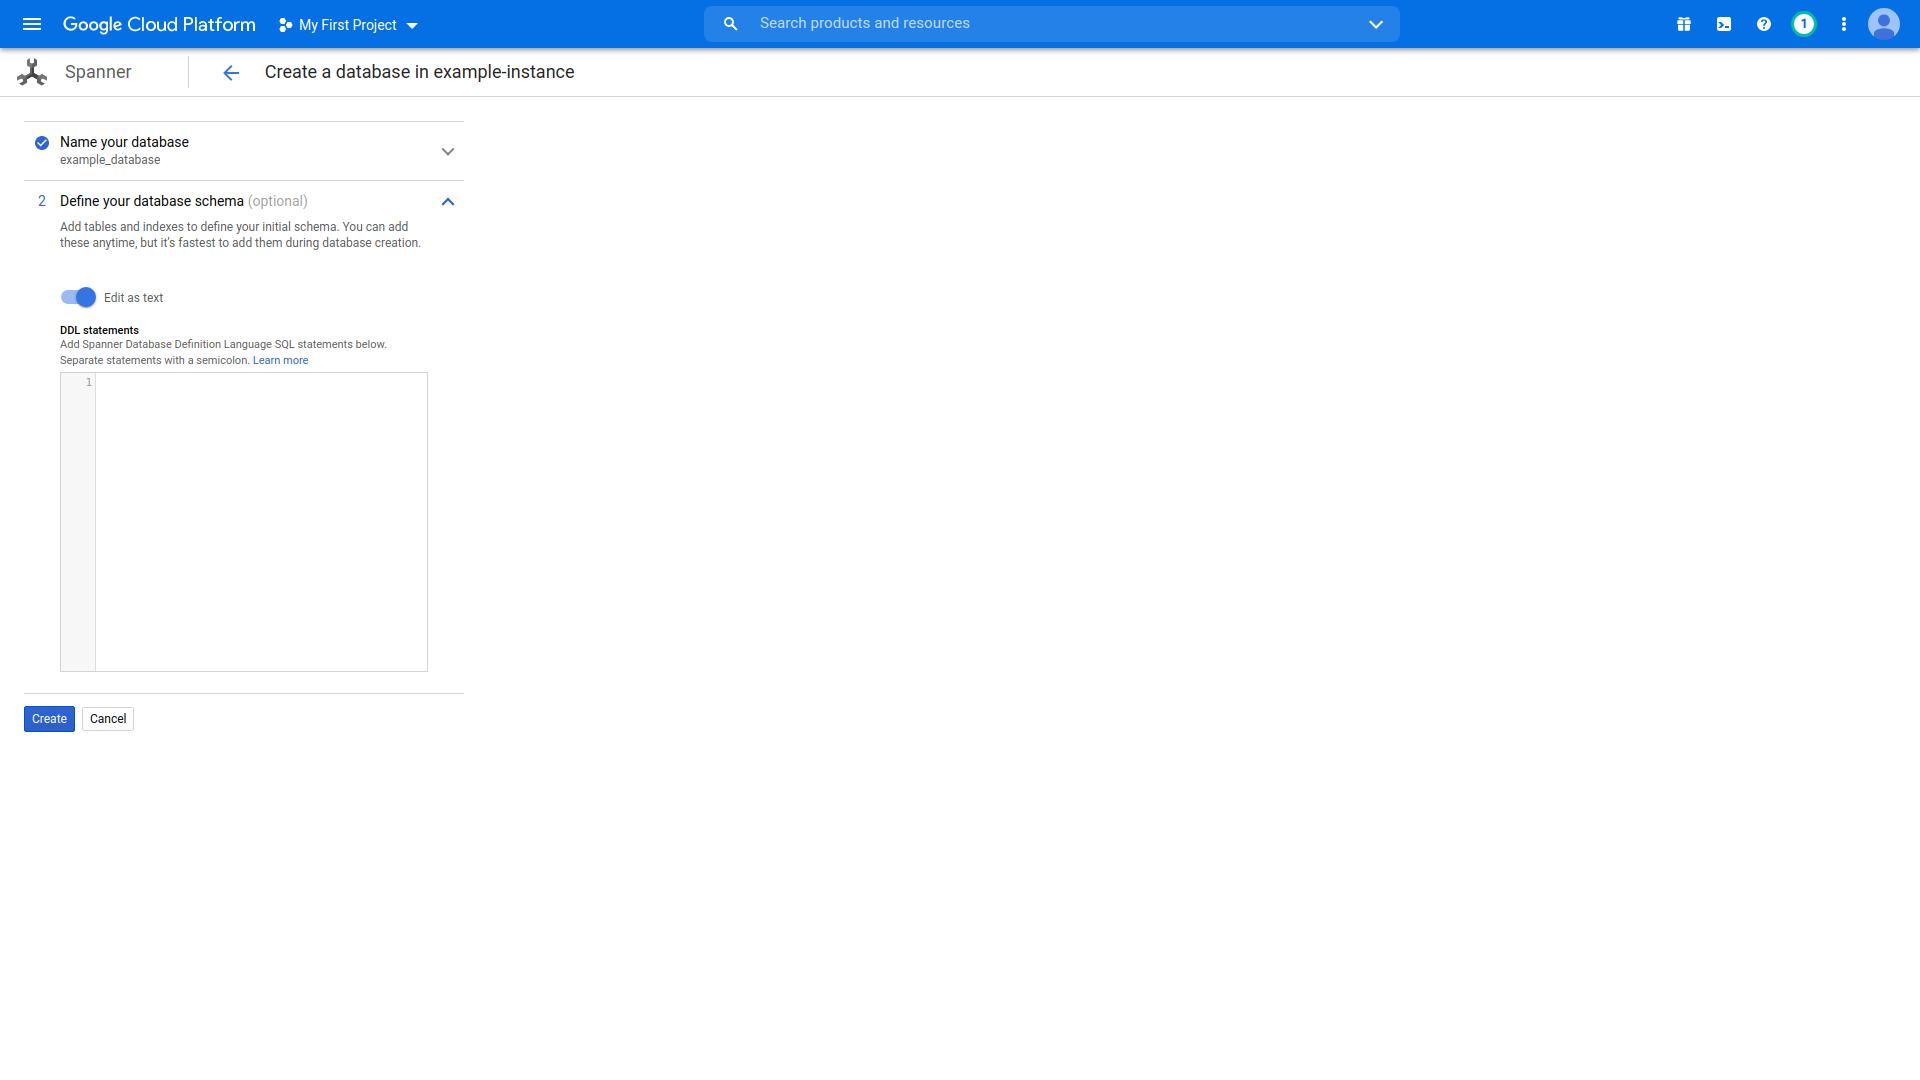 Google Cloud Platform
My First Project
Search products and resources
1
Spanner
Create a database in example-instance
Name your database
example_database
2 Define your database schema (optional)
Add tables and indexes to define your initial schema. You can add
these anytime, but it's fastest to add them during database creation.
Edit as text
DDL statements
Add Spanner Database Definition Language SQL statements below.
Separate statements with a semicolon. Learn more
1
Create
Cancel